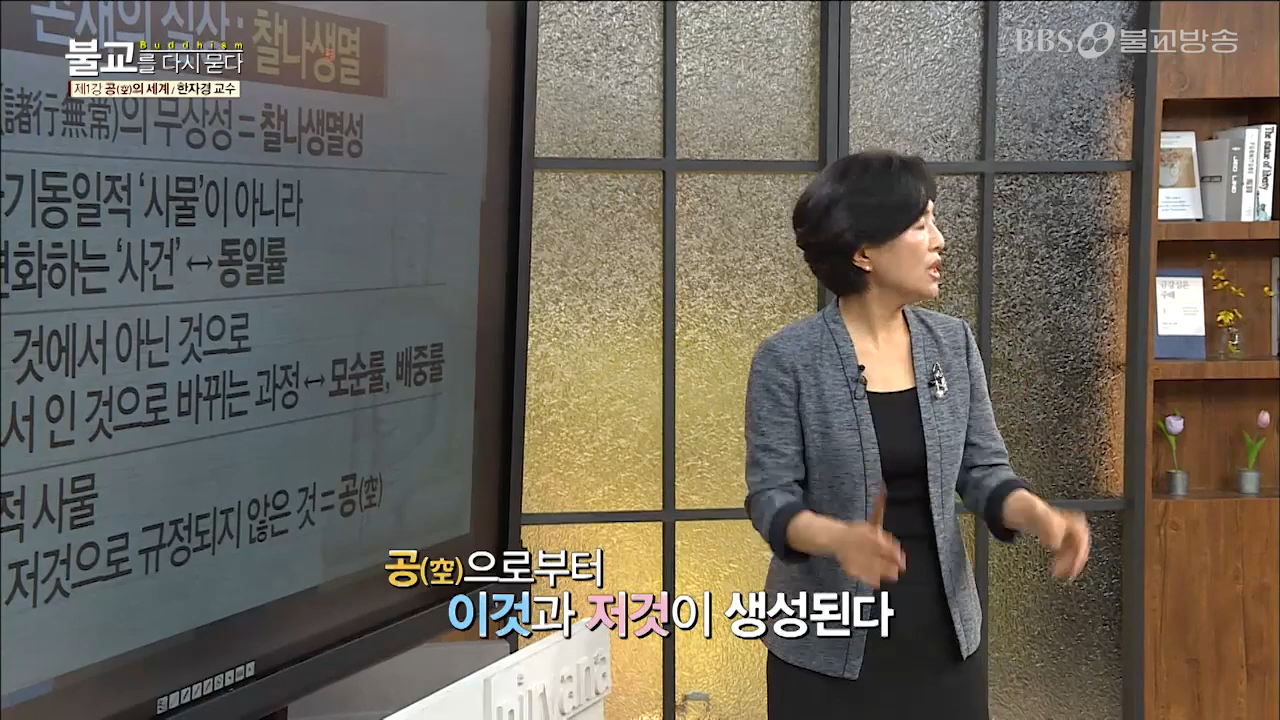 존재의 실상: 찰나생멸
Buddhism
불교를 다시 묻다
제1강 공(空)의 세계 / 한자경 교수
BBS 불교방송
(諸行無常)의 무상성 = 찰나생멸성
기동일적 '사물'이 아니라
변화하는 '사건' ↔ 동일률
것에서 아닌 것으로
서 인 것으로 바뀌는 과정 ↔ 모순률, 배중률
적 사물
저것으로 규정되지 않은 것 = 공(空)
공(空)으로부터
이것과 저것이 생성된다
nirvana
The statue of liberty